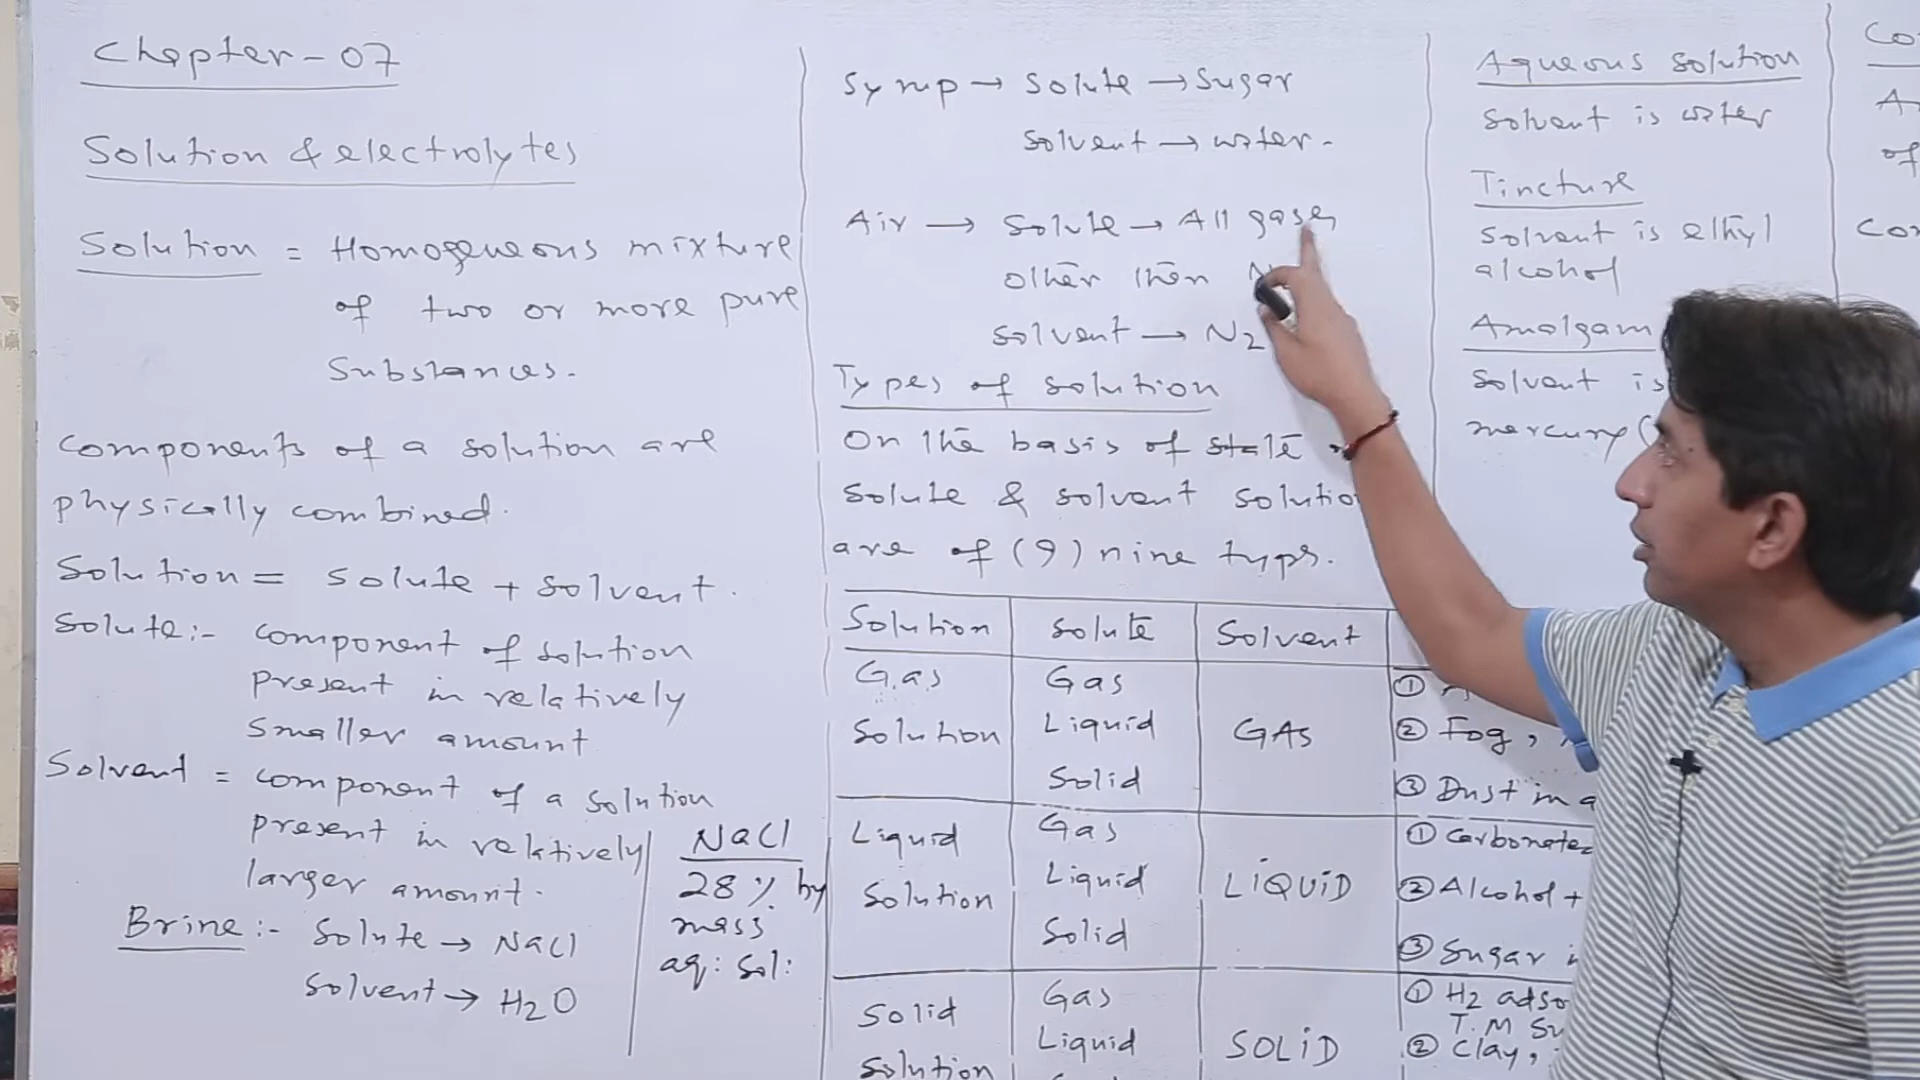 Chapter-07
Solution & electrolytes
Solution = Homogeneous mixture
of two or more pure
Substances.
Components of a solution are
physically combined.
Solution = solute + solvent.
Solute:- component of solution
present in relatively
smaller amount
Solvent = component of a solution
present in relatively
larger amount.
Brine:- Solute → NaCl
Solvent → H2O
NaCl
28% by
mass
aq: Sol:
Syrup → Solute → Sugar
Solvent → water.
Air → Solute → All gases
other then N
Solvent → N2
Types of solution
On the basis of state
solute & solvent solutio
are of (9) nine typs.
Solution Solute Solvent
Gas Solution Gas Liquid Solid GAS
① A
② Fog,
③ Dust in a
Liquid Solution Gas Liquid Solid LIQUID
① Carbonate
② Alcohol +
③ Sugar i
Solid Solution Gas Liquid SOLID
① H2 adso
T.M Su
② Clay,
Aqueous solution
Solvent is water
Tincture
Solvent is ethyl
alcohol
Amalgam
Solvent is
mercury (
Co
A
of
Co